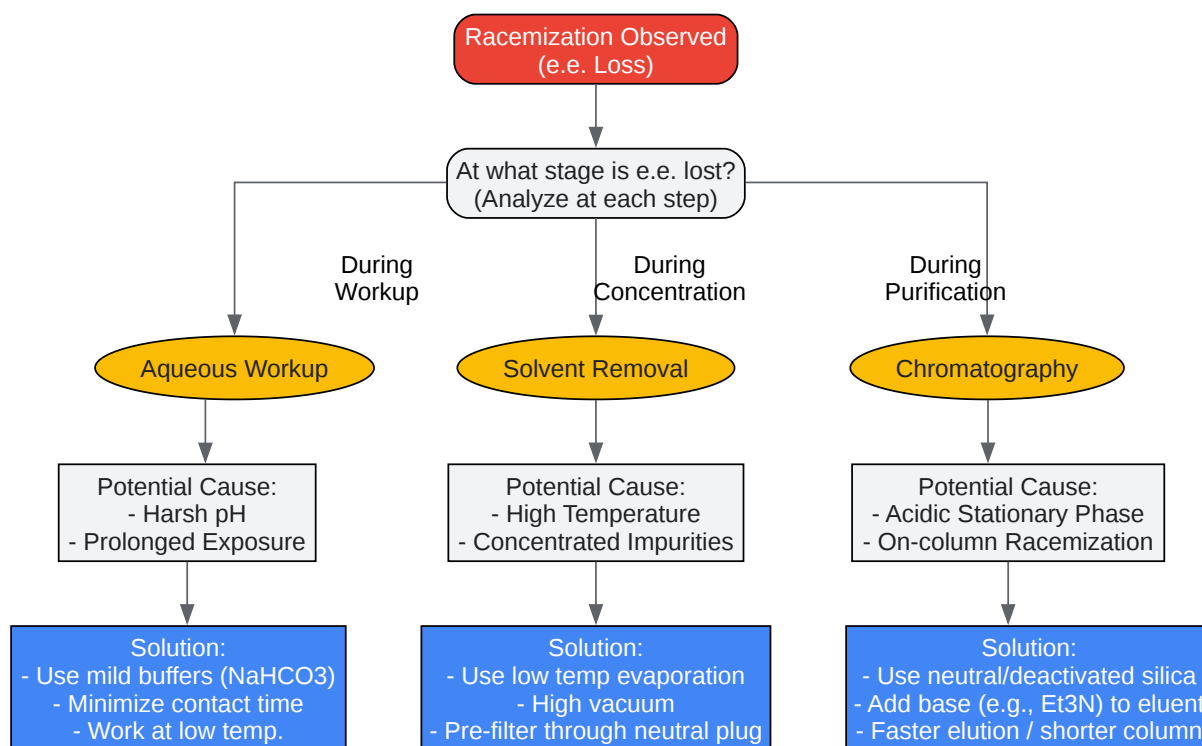 Racemization Observed
(e.e. Loss)
At what stage is e.e. lost?
(Analyze at each step)
During
Workup
During
Concentration
During
Purification
Aqueous Workup
Solvent Removal
Chromatography
Potential Cause:
- Harsh pH
- Prolonged Exposure
Potential Cause:
- High Temperature
- Concentrated Impurities
Potential Cause:
- Acidic Stationary Phase
- On-column Racemization
Solution:
- Use mild buffers (NaHCO3)
- Minimize contact time
- Work at low temp.
Solution:
- Use low temp evaporation
- High vacuum
- Pre-filter through neutral plug
Solution:
- Use neutral/deactivated silica
- Add base (e.g., Et3N) to eluent
- Faster elution / shorter column